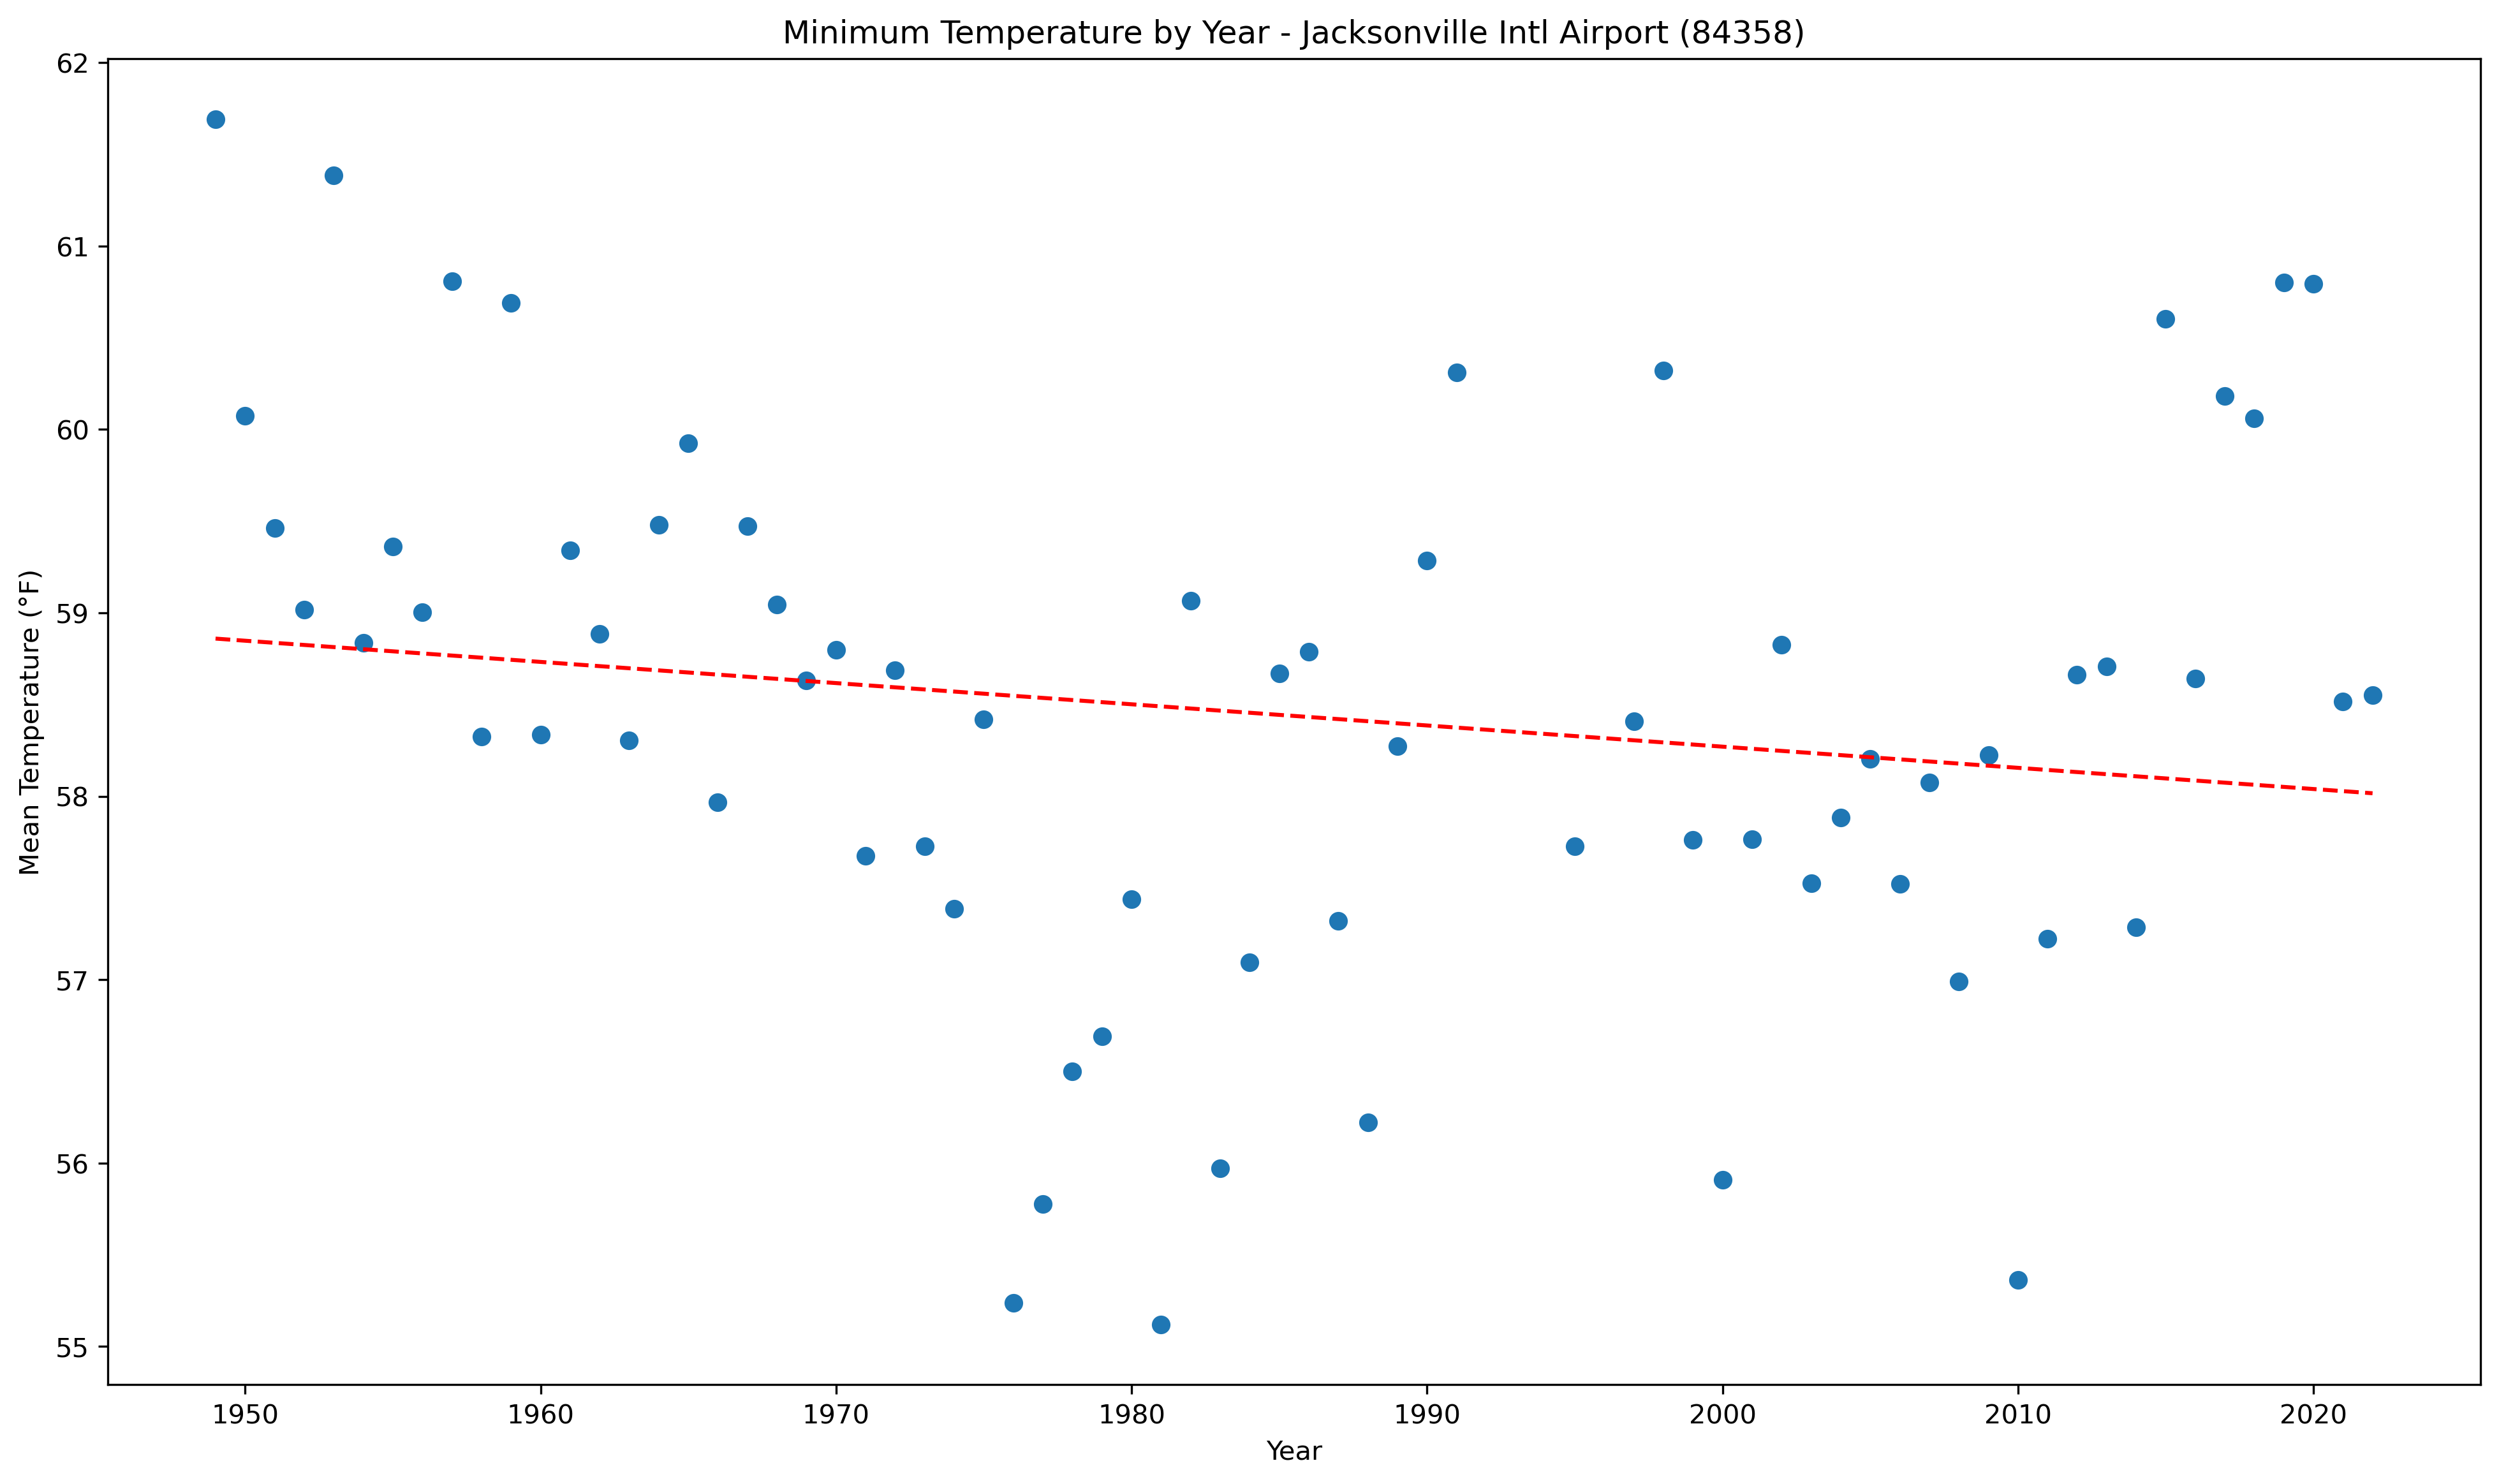 Minimum Temperature by Year - Jacksonville Intl Airport (84358)
62
61
60
59
58
57
56
55
Mean Temperature (°F)
1950 1960 1970 1980 1990 2000 2010 2020
Year